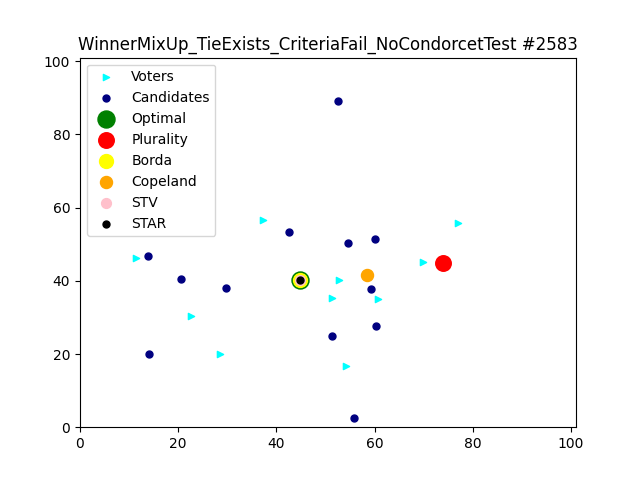 WinnerMixUp_TieExists_CriteriaFail_NoCondorcetTest #2583
100
80
60
40
20
0
0
20
40
60
80
100
Voters
Candidates
Optimal
Plurality
Borda
Copeland
STV
STAR